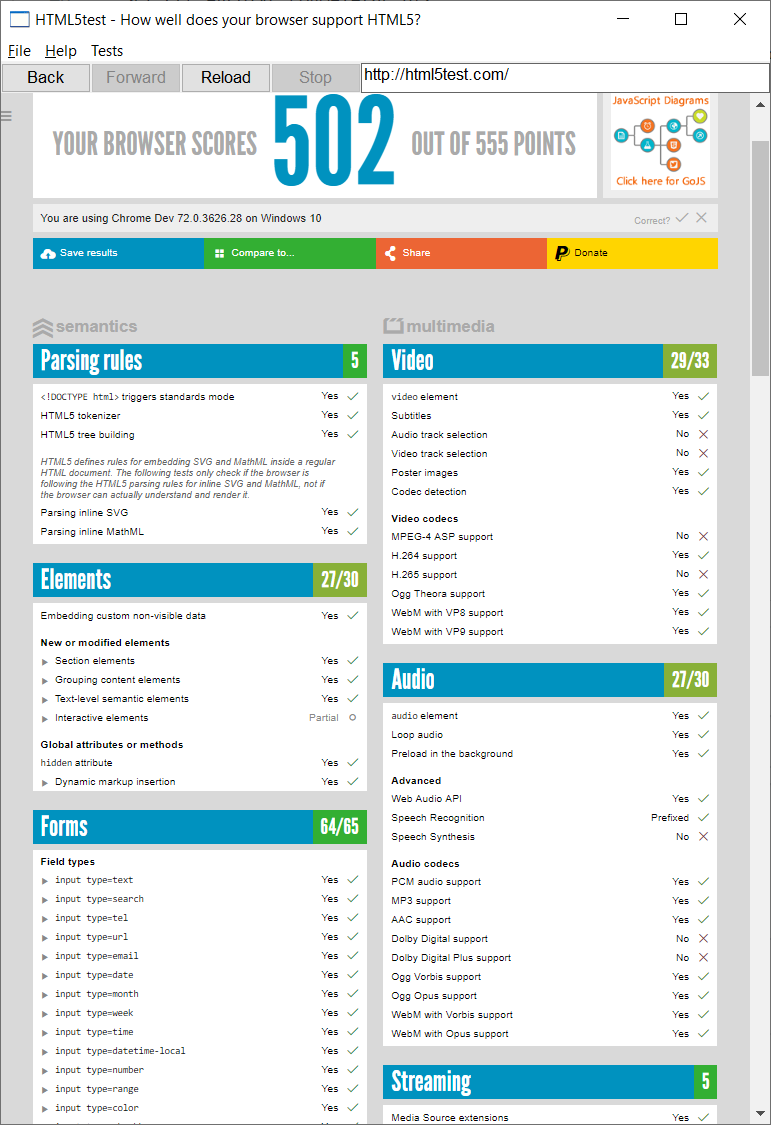 HTML5test - How well does your browser support HTML5?
File Help Tests
Back Forward Reload Stop http://html5test.com/
YOUR BROWSER SCORES 502 OUT OF 555 POINTS
JavaScript Diagrams
Click here for GoJS
You are using Chrome Dev 72.0.3626.28 on Windows 10
Correct?
Save results
Compare to...
Share
Donate
semantics
Parsing rules 5
<!DOCTYPE html> triggers standards mode Yes
HTML5 tokenizer Yes
HTML5 tree building Yes
HTML5 defines rules for embedding SVG and MathML inside a regular
HTML document. The following tests only check if the browser is
following the HTML5 parsing rules for inline SVG and MathML, not if
the browser can actually understand and render it.
Parsing inline SVG Yes
Parsing inline MathML Yes
Elements 27/30
Embedding custom non-visible data Yes
New or modified elements
Section elements Yes
Grouping content elements Yes
Text-level semantic elements Yes
Interactive elements Partial
Global attributes or methods
hidden attribute Yes
Dynamic markup insertion Yes
Forms 64/65
Field types
input type=text Yes
input type=search Yes
input type=tel Yes
input type=url Yes
input type=email Yes
input type=date Yes
input type=month Yes
input type=week Yes
input type=time Yes
input type=datetime-local Yes
input type=number Yes
input type=range Yes
input type=color Yes
multimedia
Video 29/33
video element Yes
Subtitles Yes
Audio track selection No
Video track selection No
Poster images Yes
Codec detection Yes
Video codecs
MPEG-4 ASP support No
H.264 support Yes
H.265 support No
Ogg Theora support Yes
WebM with VP8 support Yes
WebM with VP9 support Yes
Audio 27/30
audio element Yes
Loop audio Yes
Preload in the background Yes
Advanced
Web Audio API Yes
Speech Recognition Prefixed
Speech Synthesis No
Audio codecs
PCM audio support Yes
MP3 support Yes
AAC support Yes
Dolby Digital support No
Dolby Digital Plus support No
Ogg Vorbis support Yes
Ogg Opus support Yes
WebM with Vorbis support Yes
WebM with Opus support Yes
Streaming 5
Media Source extensions Yes